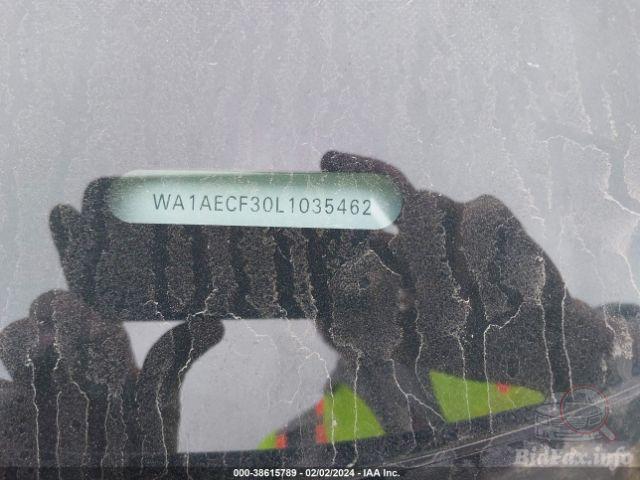 WA1AECF30L1035462
BidFax.info
000-38615789 - 02/02/2024 - IAA Inc.